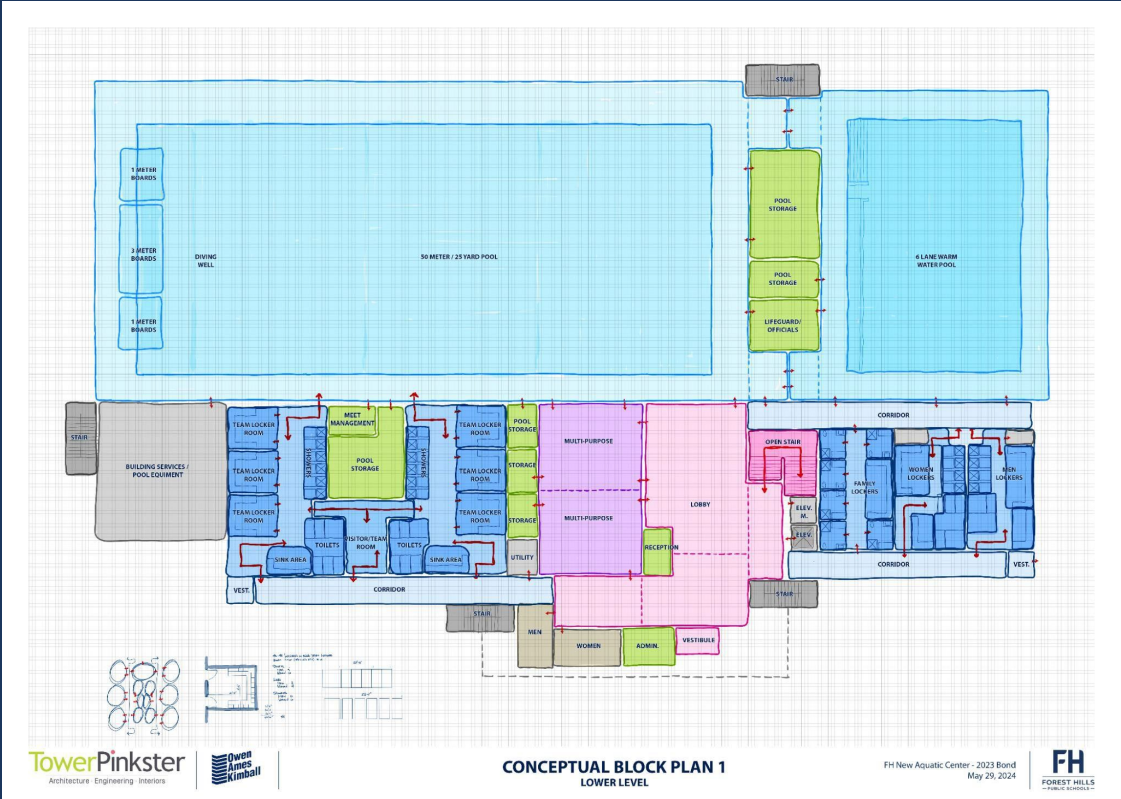 STAIR
1 METER
BOARDS
3 METER
BOARDS
1 METER
BOARDS
DIVING
WELL
50 METER / 25 YARD POOL
POOL
STORAGE
POOL
STORAGE
LIFEGUARD/
OFFICIALS
6 LANE WARM
WATER POOL
STAIR
BUILDING SERVICES /
POOL EQUIMENT
TEAM LOCKER
ROOM
TEAM LOCKER
ROOM
TEAM LOCKER
ROOM
SHOWERS
MEET
MANAGEMENT
POOL
STORAGE
SHOWERS
TEAM LOCKER
ROOM
TEAM LOCKER
ROOM
TEAM LOCKER
ROOM
SINK AREA
TOILETS
VISITOR/TEAM
ROOM
TOILETS
SINK AREA
POOL
STORAGE
STORAGE
STORAGE
UTILITY
MULTI-PURPOSE
MULTI-PURPOSE
LOBBY
RECEPTION
CORRIDOR
OPEN STAIR
ELEV.
M.
ELEV.
FAMILY
LOCKERS
WOMEN
LOCKERS
MEN
LOCKERS
CORRIDOR
VEST.
VEST.
CORRIDOR
STAIR
STAIR
MEN
WOMEN
ADMIN.
VESTIBULE
TowerPinkster
Architecture · Engineering · Interiors
Owen
Ames
Kimball
CONCEPTUAL BLOCK PLAN 1
LOWER LEVEL
FH New Aquatic Center - 2023 Bond
May 29, 2024
FH
FOREST HILLS
PUBLIC SCHOOLS